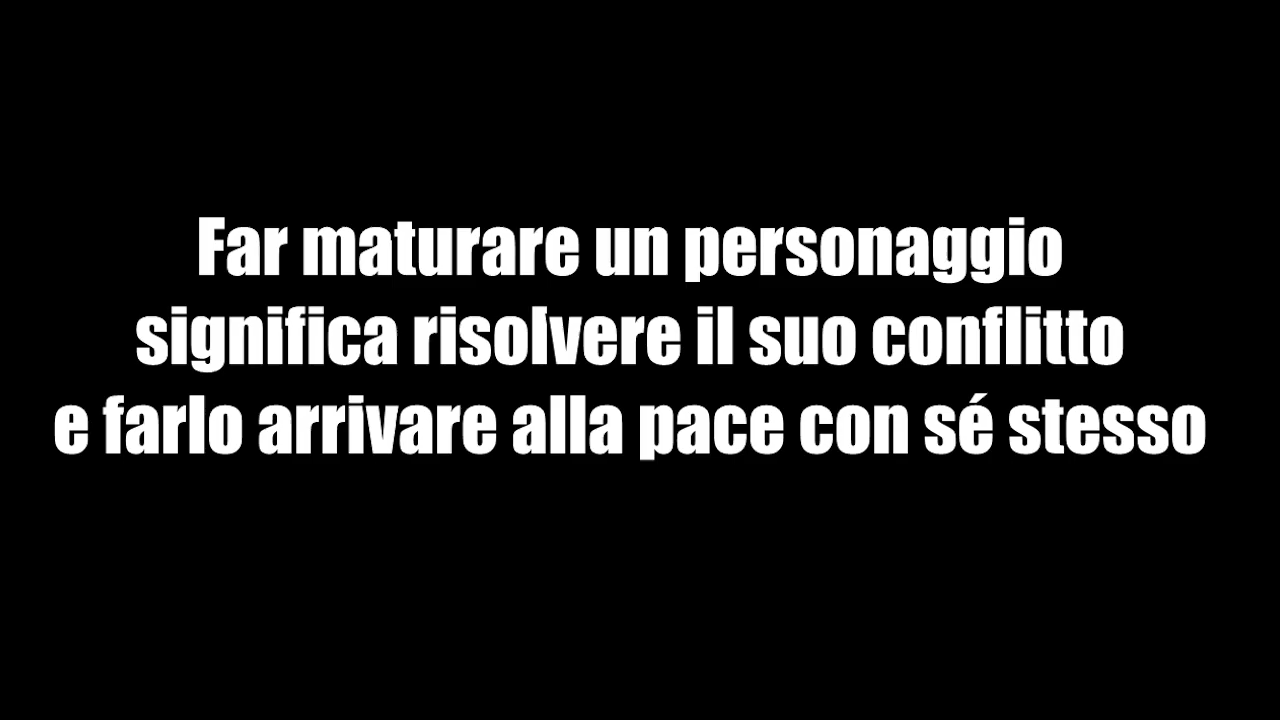 Far maturare un personaggio
significa risolvere il suo conflitto
e farlo arrivare alla pace con sé stesso